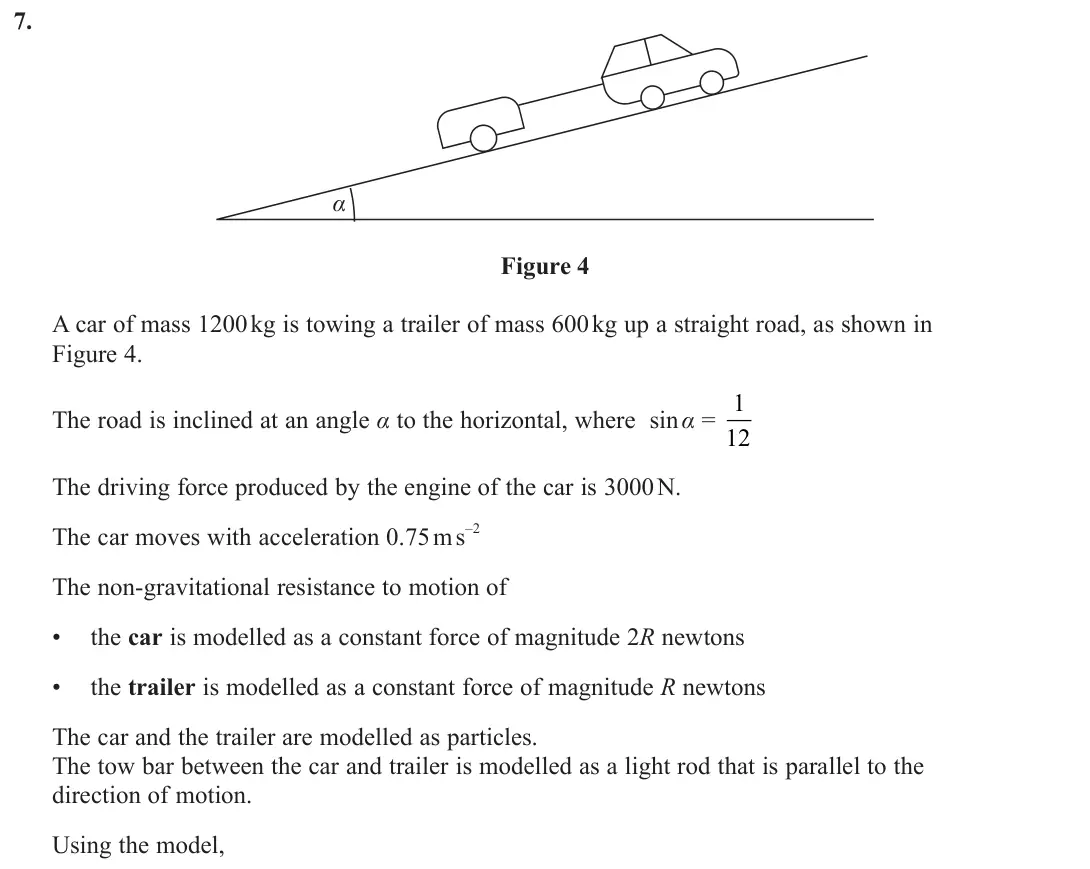 7.
α
Figure 4
A car of mass 1200 kg is towing a trailer of mass 600 kg up a straight road, as shown in
Figure 4.
The road is inclined at an angle α to the horizontal, where sin α = 1/12
The driving force produced by the engine of the car is 3000 N.
The car moves with acceleration 0.75 m s⁻²
The non-gravitational resistance to motion of
• the car is modelled as a constant force of magnitude 2R newtons
• the trailer is modelled as a constant force of magnitude R newtons
The car and the trailer are modelled as particles.
The tow bar between the car and trailer is modelled as a light rod that is parallel to the
direction of motion.
Using the model,